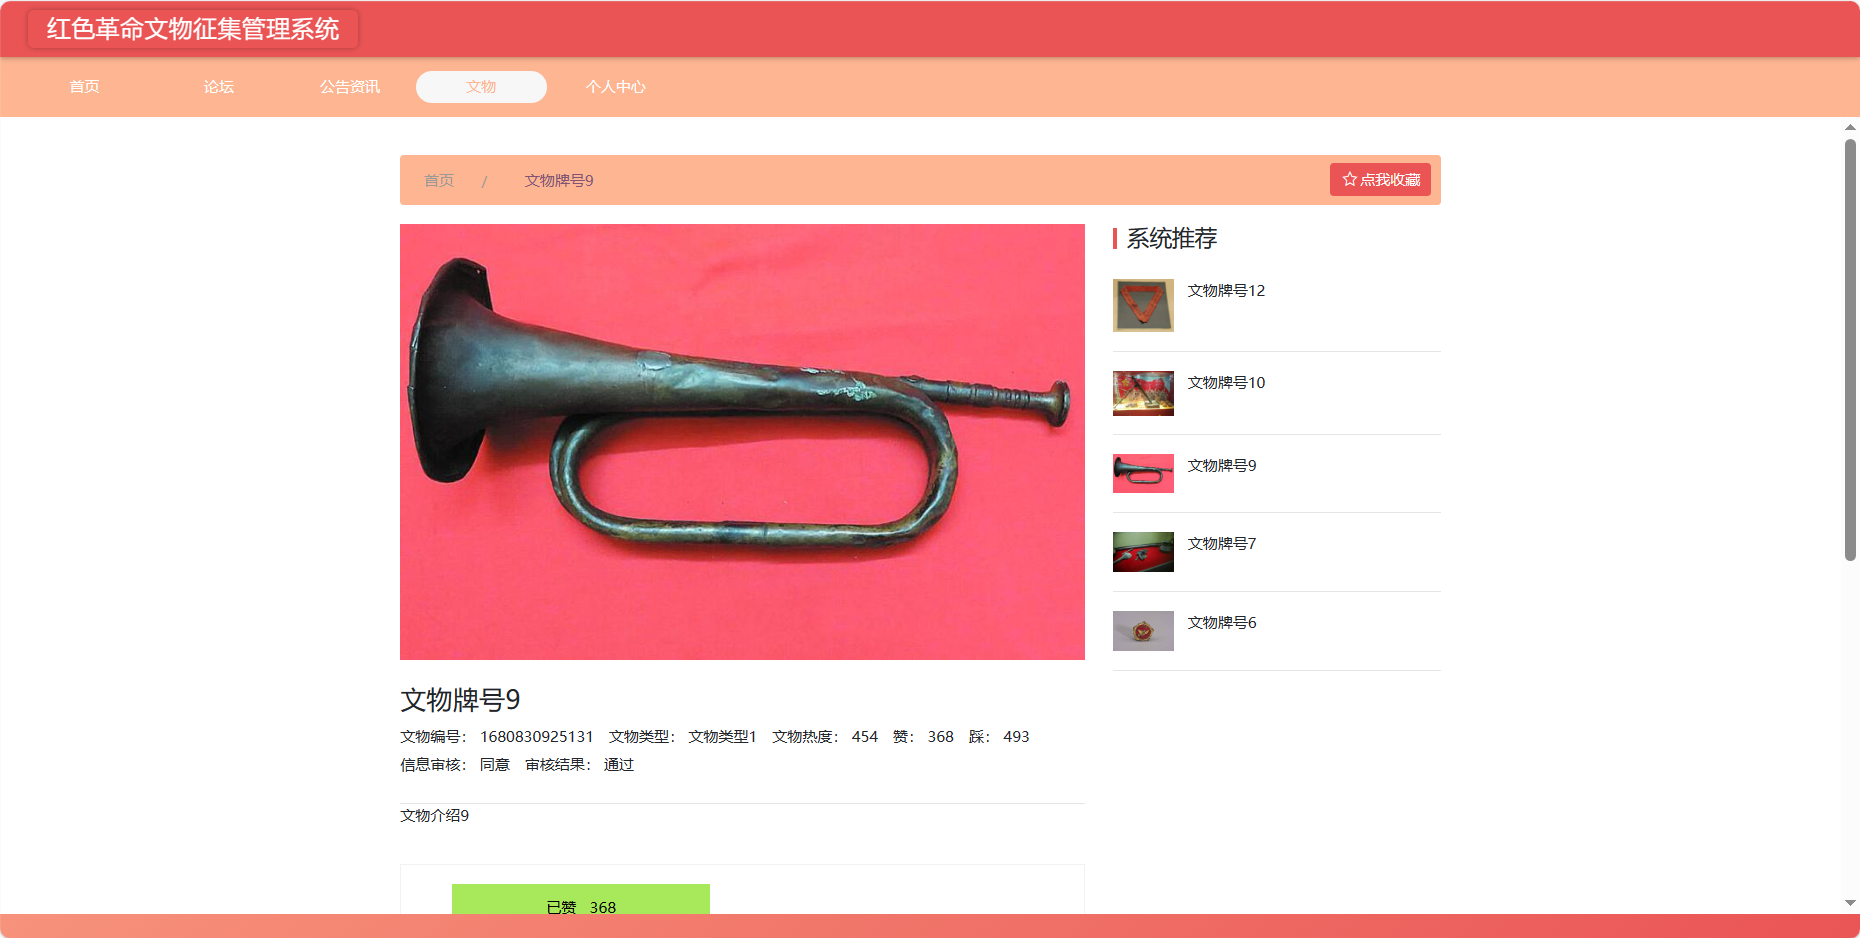 红色革命文物征集管理系统
首页 论坛 公告资讯 文物 个人中心
首页 / 文物牌号9 点我收藏
系统推荐
文物牌号12
文物牌号10
文物牌号9
文物牌号7
文物牌号6
文物牌号9
文物编号： 1680830925131 文物类型： 文物类型1 文物热度： 454 赞： 368 踩： 493
信息审核： 同意 审核结果： 通过
文物介绍9
已赞 368